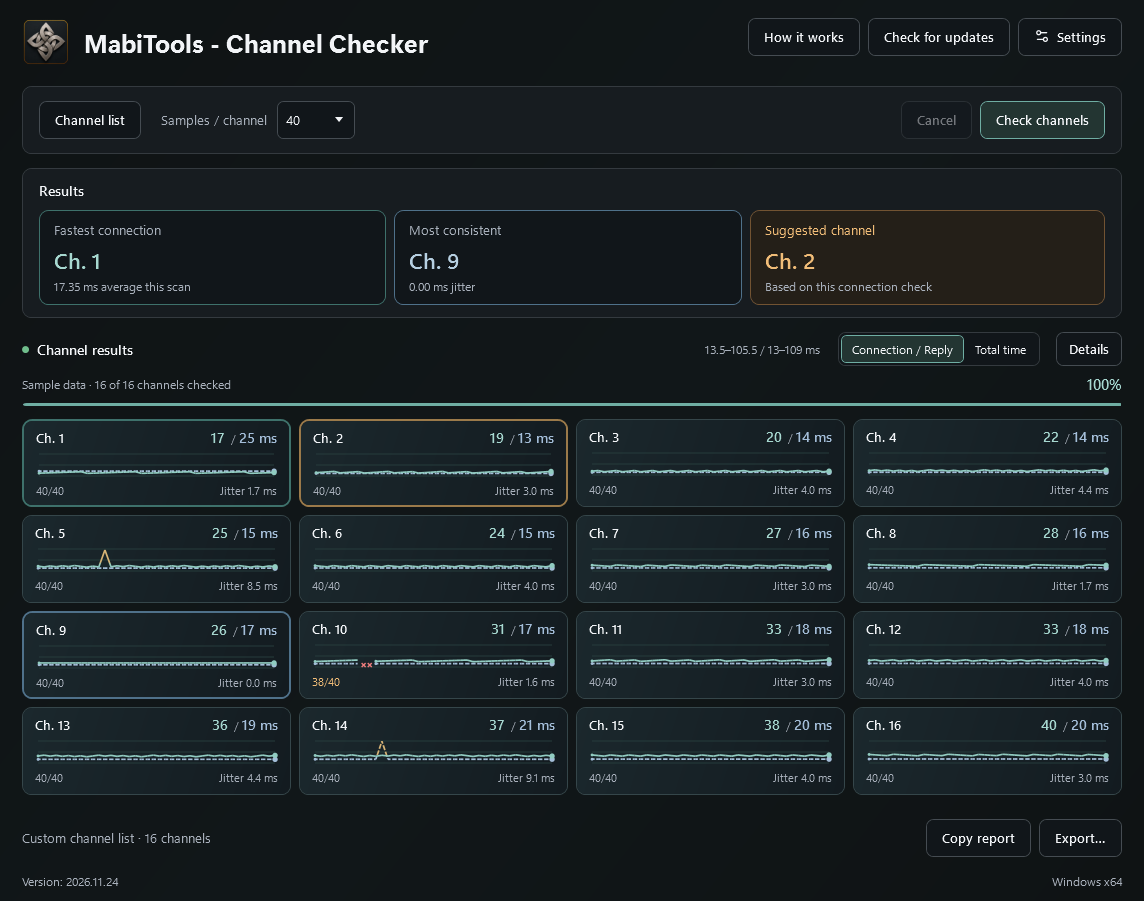 MabiTools - Channel Checker
How it works
Check for updates
Settings
Channel list
Samples / channel
40
Cancel
Check channels
Results
Fastest connection
Ch. 1
17.35 ms average this scan
Most consistent
Ch. 9
0.00 ms jitter
Suggested channel
Ch. 2
Based on this connection check
Channel results
13.5–105.5 / 13–109 ms
Connection / Reply
Total time
Details
Sample data · 16 of 16 channels checked
100%
Ch. 1 17 / 25 ms
40/40 Jitter 1.7 ms
Ch. 2 19 / 13 ms
40/40 Jitter 3.0 ms
Ch. 3 20 / 14 ms
40/40 Jitter 4.0 ms
Ch. 4 22 / 14 ms
40/40 Jitter 4.4 ms
Ch. 5 25 / 15 ms
40/40 Jitter 8.5 ms
Ch. 6 24 / 15 ms
40/40 Jitter 4.0 ms
Ch. 7 27 / 16 ms
40/40 Jitter 3.0 ms
Ch. 8 28 / 16 ms
40/40 Jitter 1.7 ms
Ch. 9 26 / 17 ms
40/40 Jitter 0.0 ms
Ch. 10 31 / 17 ms
38/40 Jitter 1.6 ms
Ch. 11 33 / 18 ms
40/40 Jitter 3.0 ms
Ch. 12 33 / 18 ms
40/40 Jitter 4.0 ms
Ch. 13 36 / 19 ms
40/40 Jitter 4.4 ms
Ch. 14 37 / 21 ms
40/40 Jitter 9.1 ms
Ch. 15 38 / 20 ms
40/40 Jitter 4.0 ms
Ch. 16 40 / 20 ms
40/40 Jitter 3.0 ms
Custom channel list · 16 channels
Copy report
Export...
Version: 2026.11.24
Windows x64